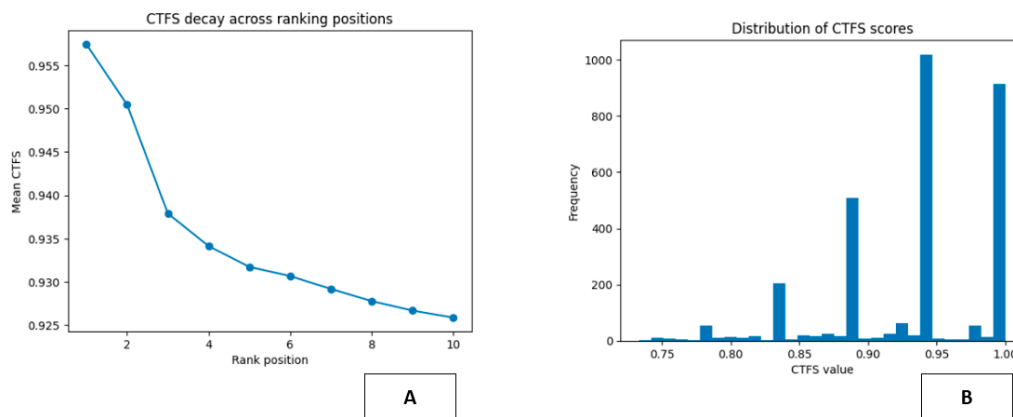 CTFS decay across ranking positions
0.955
0.950
0.945
0.940
0.935
0.930
0.925
Mean CTFS
2 4 6 8 10
Rank position
A
Distribution of CTFS scores
1000
800
600
400
200
0
Frequency
0.75 0.80 0.85 0.90 0.95 1.00
CTFS value
B